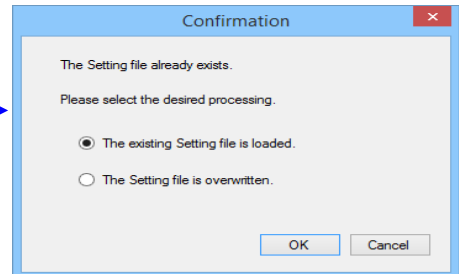 Confirmation
The Setting file already exists.
Please select the desired processing.
The existing Setting file is loaded.
The Setting file is overwritten.
OK Cancel